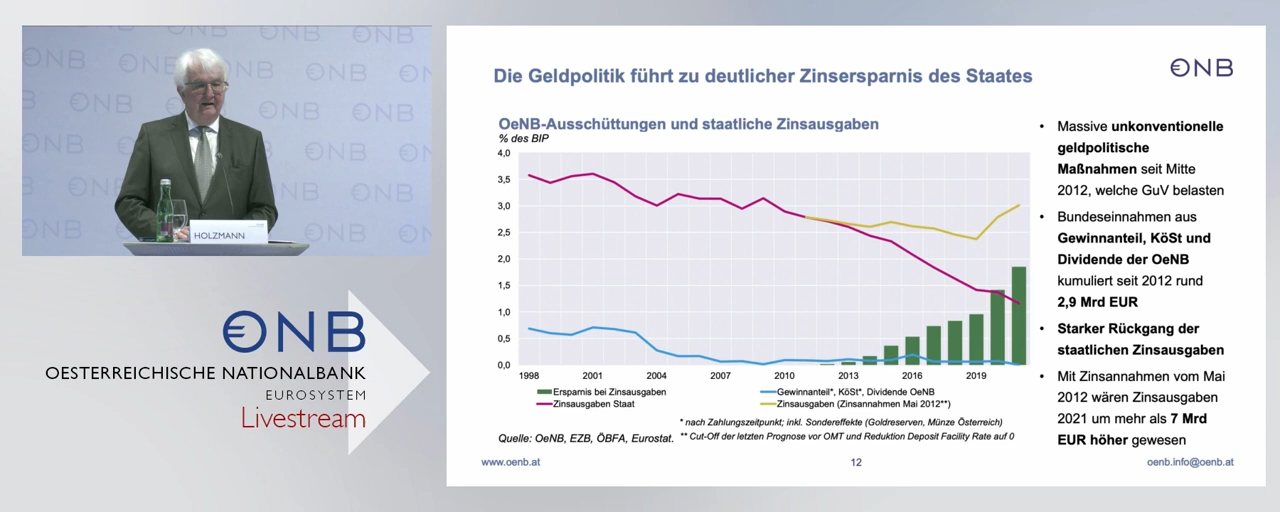 HOLZMANN
€NB
OESTERREICHISCHE NATIONALBANK
EUROSYSTEM
Livestream
€NB
Die Geldpolitik führt zu deutlicher Zinsersparnis des Staates
OeNB-Ausschüttungen und staatliche Zinsausgaben
% des BIP
4,0
3,5
3,0
2,5
2,0
1,5
1,0
0,5
0,0
1998 2001 2004 2007 2010 2013 2016 2019
Ersparnis bei Zinsausgaben
Gewinnanteil*, KöSt*, Dividende OeNB
Zinsausgaben Staat
Zinsausgaben (Zinsannahmen Mai 2012**)
* nach Zahlungszeitpunkt; inkl. Sondereffekte (Goldreserven, Münze Österreich)
Quelle: OeNB, EZB, ÖBFA, Eurostat.
** Cut-Off der letzten Prognose vor OMT und Reduktion Deposit Facility Rate auf 0
• Massive unkonventionelle
geldpolitische
Maßnahmen seit Mitte
2012, welche GuV belasten
• Bundeseinnahmen aus
Gewinnanteil, KöSt und
Dividende der OeNB
kumuliert seit 2012 rund
2,9 Mrd EUR
• Starker Rückgang der
staatlichen Zinsausgaben
• Mit Zinsannahmen vom Mai
2012 wären Zinsausgaben
2021 um mehr als 7 Mrd
EUR höher gewesen
www.oenb.at
12
oenb.info@oenb.at